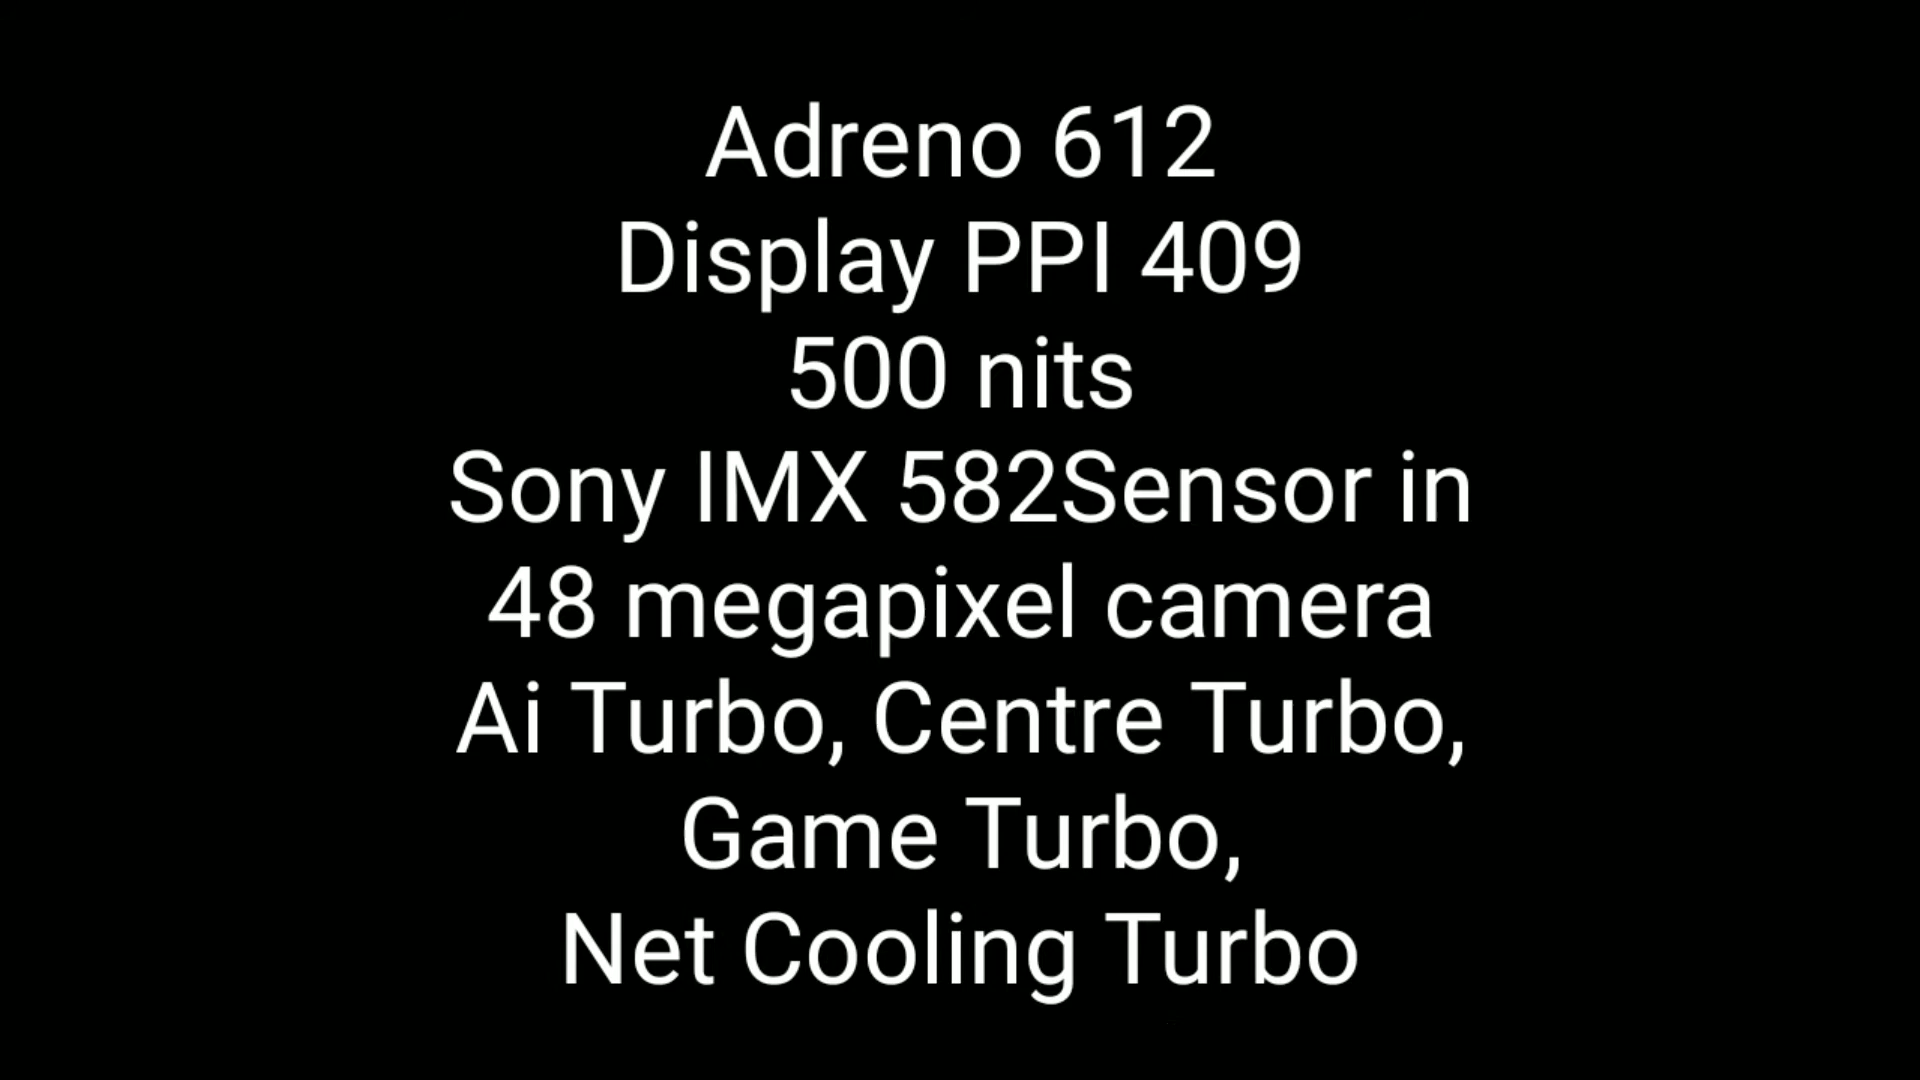 Adreno 612
Display PPI 409
500 nits
Sony IMX 582Sensor in
48 megapixel camera
Ai Turbo, Centre Turbo,
Game Turbo,
Net Cooling Turbo